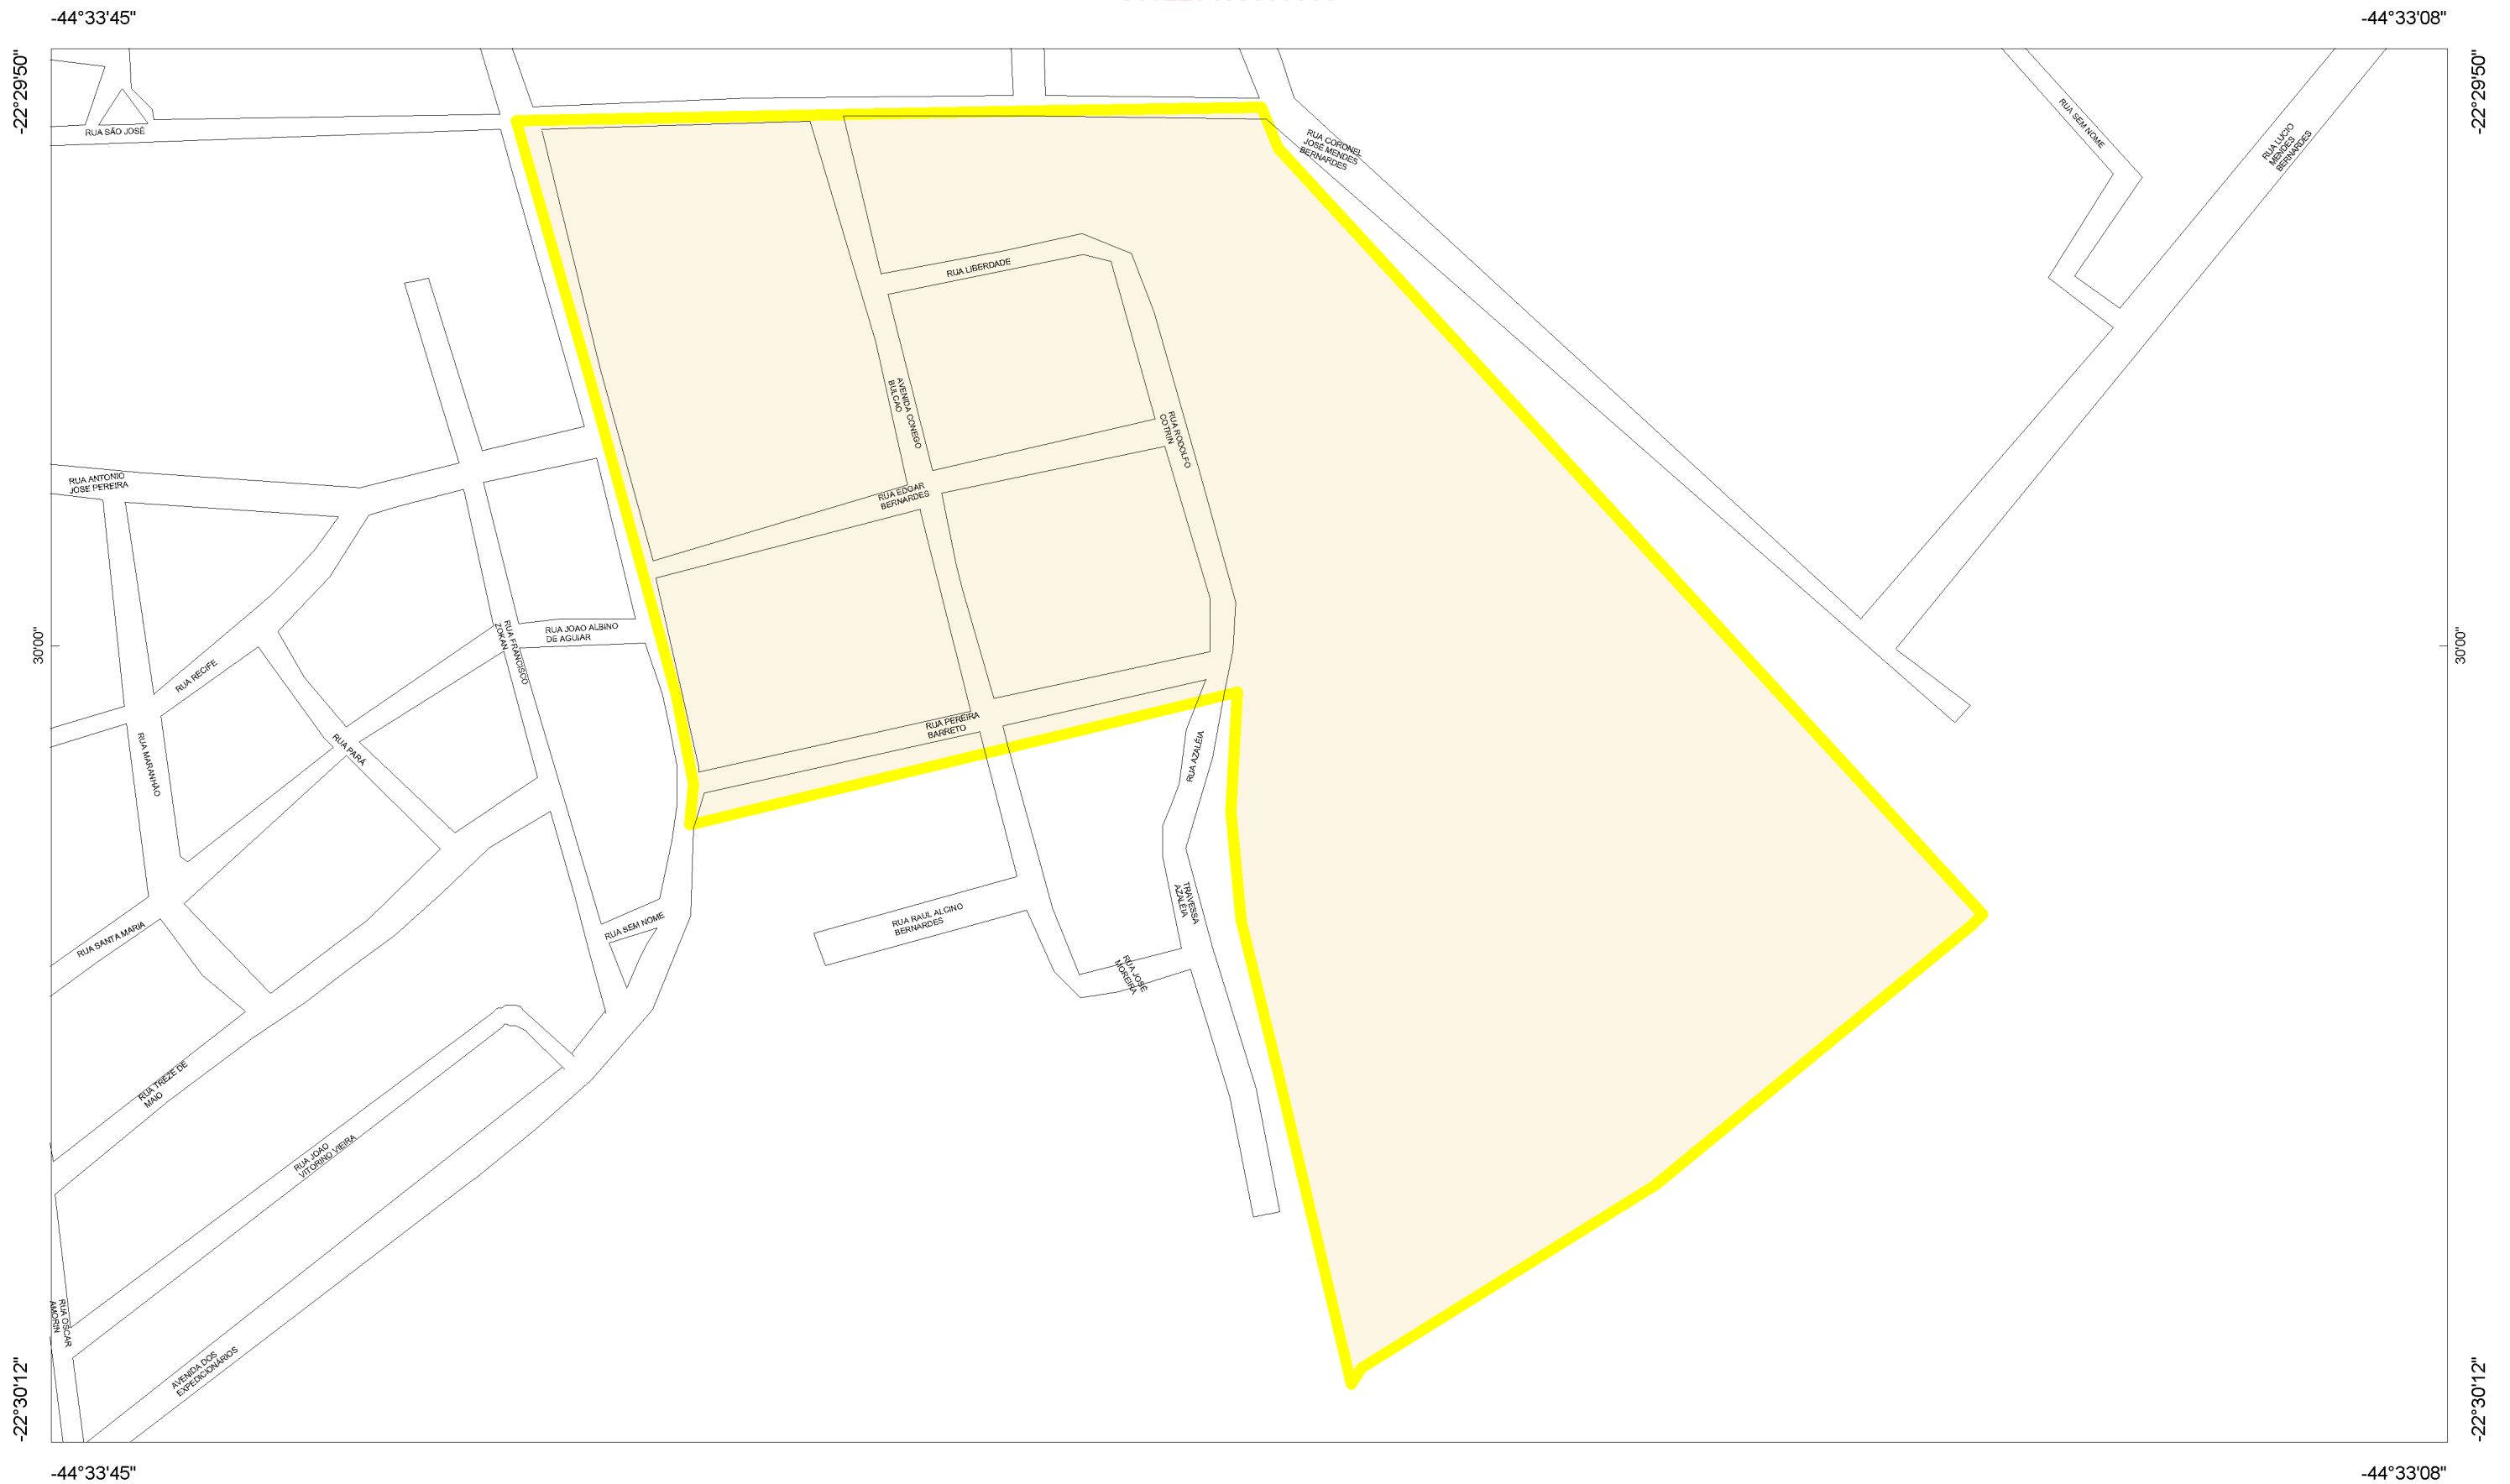 -44°33'45"
-44°33'08"
-22°29'50"
-22°29'50"
RUA SÃO JOSÉ
RUA CORONEL
JOSÉ MENDES
BERNARDES
RUA SEM NOME
RUA LUCIO
MENDES
BERNARDES
RUA LIBERDADE
AVENIDA CONEGO
BULCAO
RUA RODOLFO
COTRIN
RUA ANTONIO
JOSE PEREIRA
RUA EDGAR
BERNARDES
30'00"
30'00"
RUA JOAO ALBINO
DE AGUIAR
RUA FRANCISCO
ZOKAN
RUA RECIFE
RUA PEREIRA
BARRETO
RUA PARÁ
RUA MARANHÃO
RUA AZALÉIA
TRAVESSA
AZALÉIA
RUA RAUL ALCINO
BERNARDES
RUA SEM NOME
RUA SANTA MARIA
RUA JOSÉ
MOREIRA
RUA TREZE DE
MAIO
RUA JOÃO
VITORINO VIEIRA
RUA OSCAR
AMORIN
AVENIDA DOS
EXPEDICIONÁRIOS
-22°30'12"
-22°30'12"
-44°33'45"
-44°33'08"